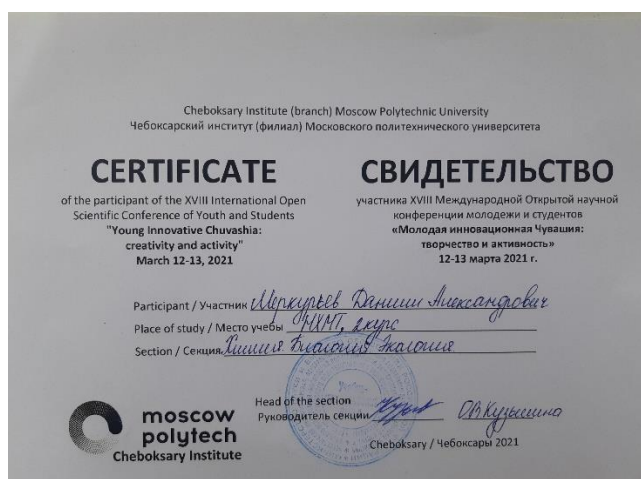 Cheboksary Institute (branch) Moscow Polytechnic University
Чебоксарский институт (филиал) Московского политехнического университета
CERTIFICATE
of the participant of the XVIII International Open
Scientific Conference of Youth and Students
"Young Innovative Chuvashia:
creativity and activity"
March 12-13, 2021
СВИДЕТЕЛЬСТВО
участника XVIII Международной Открытой научной
конференции молодежи и студентов
«Молодая инновационная Чувашия:
творчество и активность»
12-13 марта 2021 г.
Participant / Участник Меркурьев Даниил Александрович
Place of study / Место учебы НХМТ, 2курс
Section / Секция Химия Биология Экология
Head of the section
Руководитель секции О В Кузьмина
moscow
polytech
Cheboksary Institute
Cheboksary / Чебоксары 2021